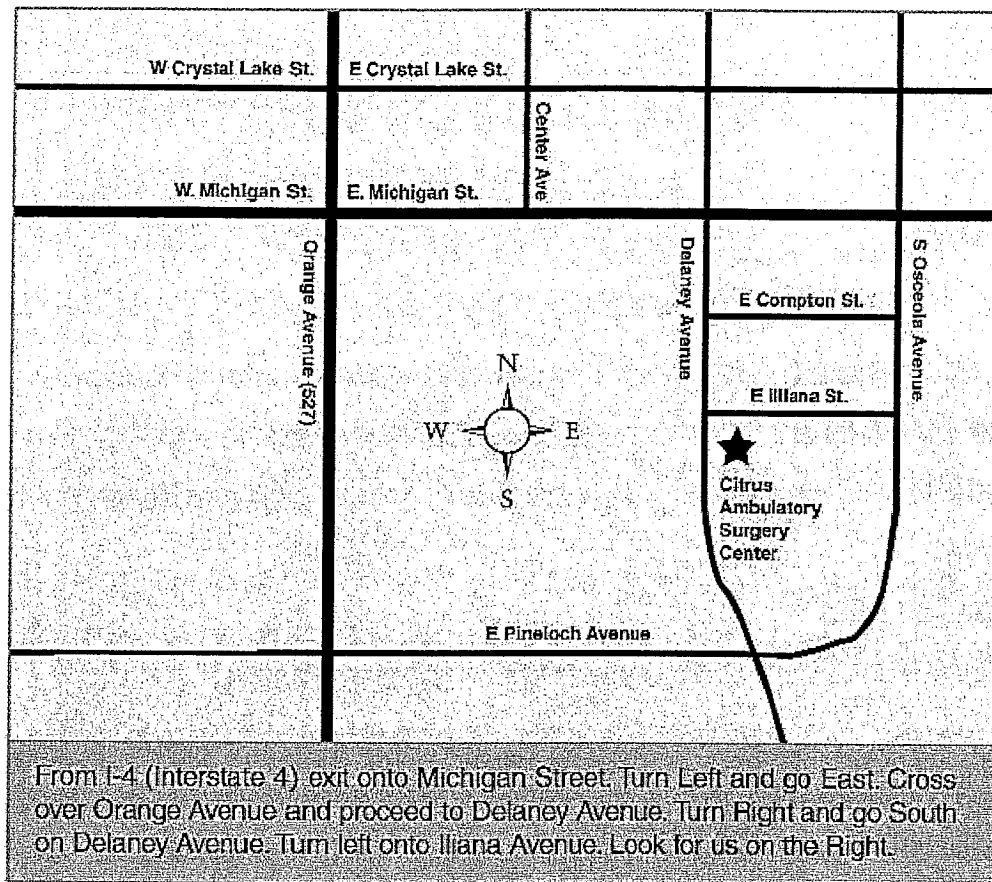 W Crystal Lake St.
E Crystal Lake St.
Center Ave
W. Michigan St.
E. Michigan St.
Orange Avenue (527)
Delaney Avenue
S Osceola Avenue
E Compton St.
E Illiana St.
N
W
E
S
Citrus
Ambulatory
Surgery
Center
E Pineloch Avenue
From I-4 (Interstate 4) exit onto Michigan Street. Turn Left and go East. Cross
over Orange Avenue and proceed to Delaney Avenue. Turn Right and go South
on Delaney Avenue. Turn left onto Iliana Avenue. Look for us on the Right.